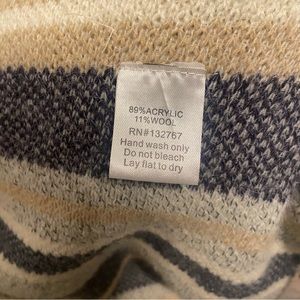 89%ACRYLIC
11%WOOL
RN#132767
Hand wash only
Do not bleach
Lay flat to dry